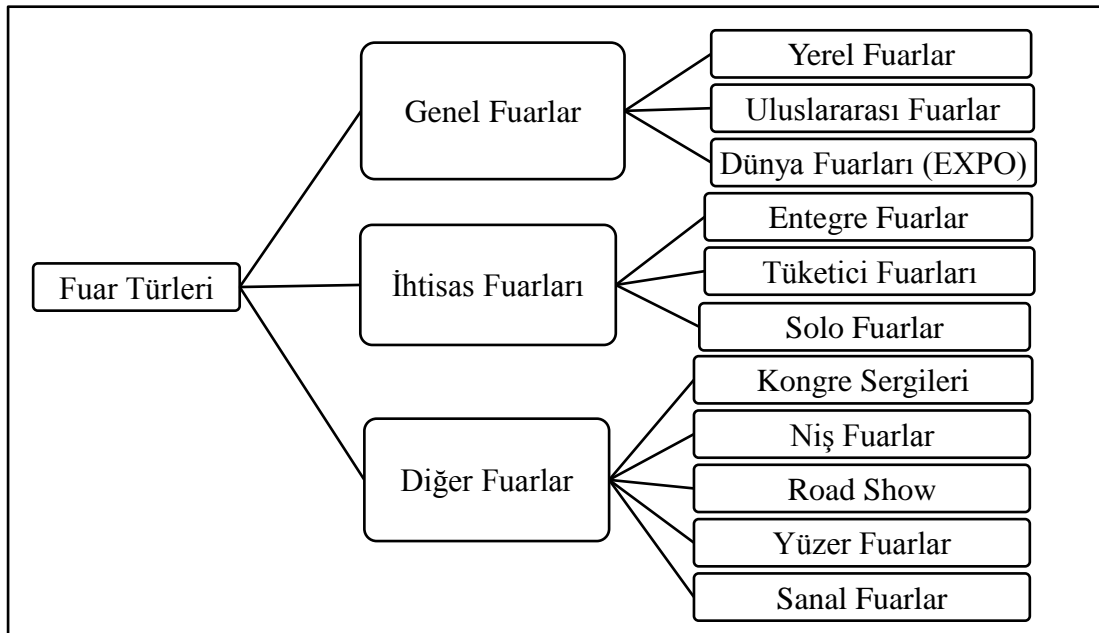 Fuar Türleri
Genel Fuarlar
Yerel Fuarlar
Uluslararası Fuarlar
Dünya Fuarları (EXPO)
İhtisas Fuarları
Entegre Fuarlar
Tüketici Fuarları
Solo Fuarlar
Diğer Fuarlar
Kongre Sergileri
Niş Fuarlar
Road Show
Yüzer Fuarlar
Sanal Fuarlar